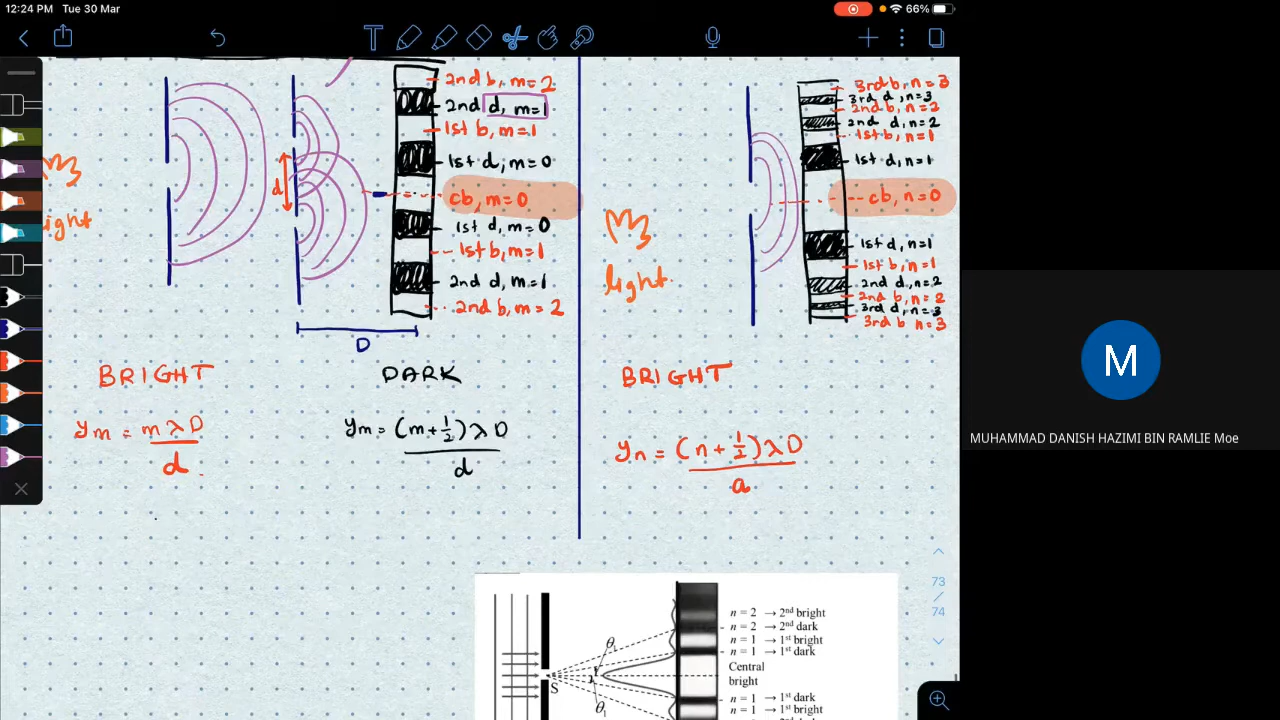 12:24 PM Tue 30 Mar
66%
2nd b, m=2
2nd d, m=1
1st b, m=1
1st d, m=0
cb, m=0
1st d, m=0
1st b, m=1
2nd d, m=1
2nd b, m=2
d
D
ight
light
3rd b, n=3
3rd d, n=3
2nd b, n=2
2nd d, n=2
1st b, n=1
1st d, n=1
cb, n=0
1st d, n=1
1st b, n=1
2nd d, n=2
2nd b, n=2
3rd d, n=3
3rd b n=3
BRIGHT
ym = mλD
d
DARK
ym = (m+1/2)λD
d
BRIGHT
yn = (n+1/2)λD
a
73
/
74
n = 2 → 2nd bright
n = 2 → 2nd dark
n = 1 → 1st bright
n = 1 → 1st dark
Central
bright
n = 1 → 1st dark
n = 1 → 1st bright
θ1
S
θ1
M
MUHAMMAD DANISH HAZIMI BIN RAMLIE Moe